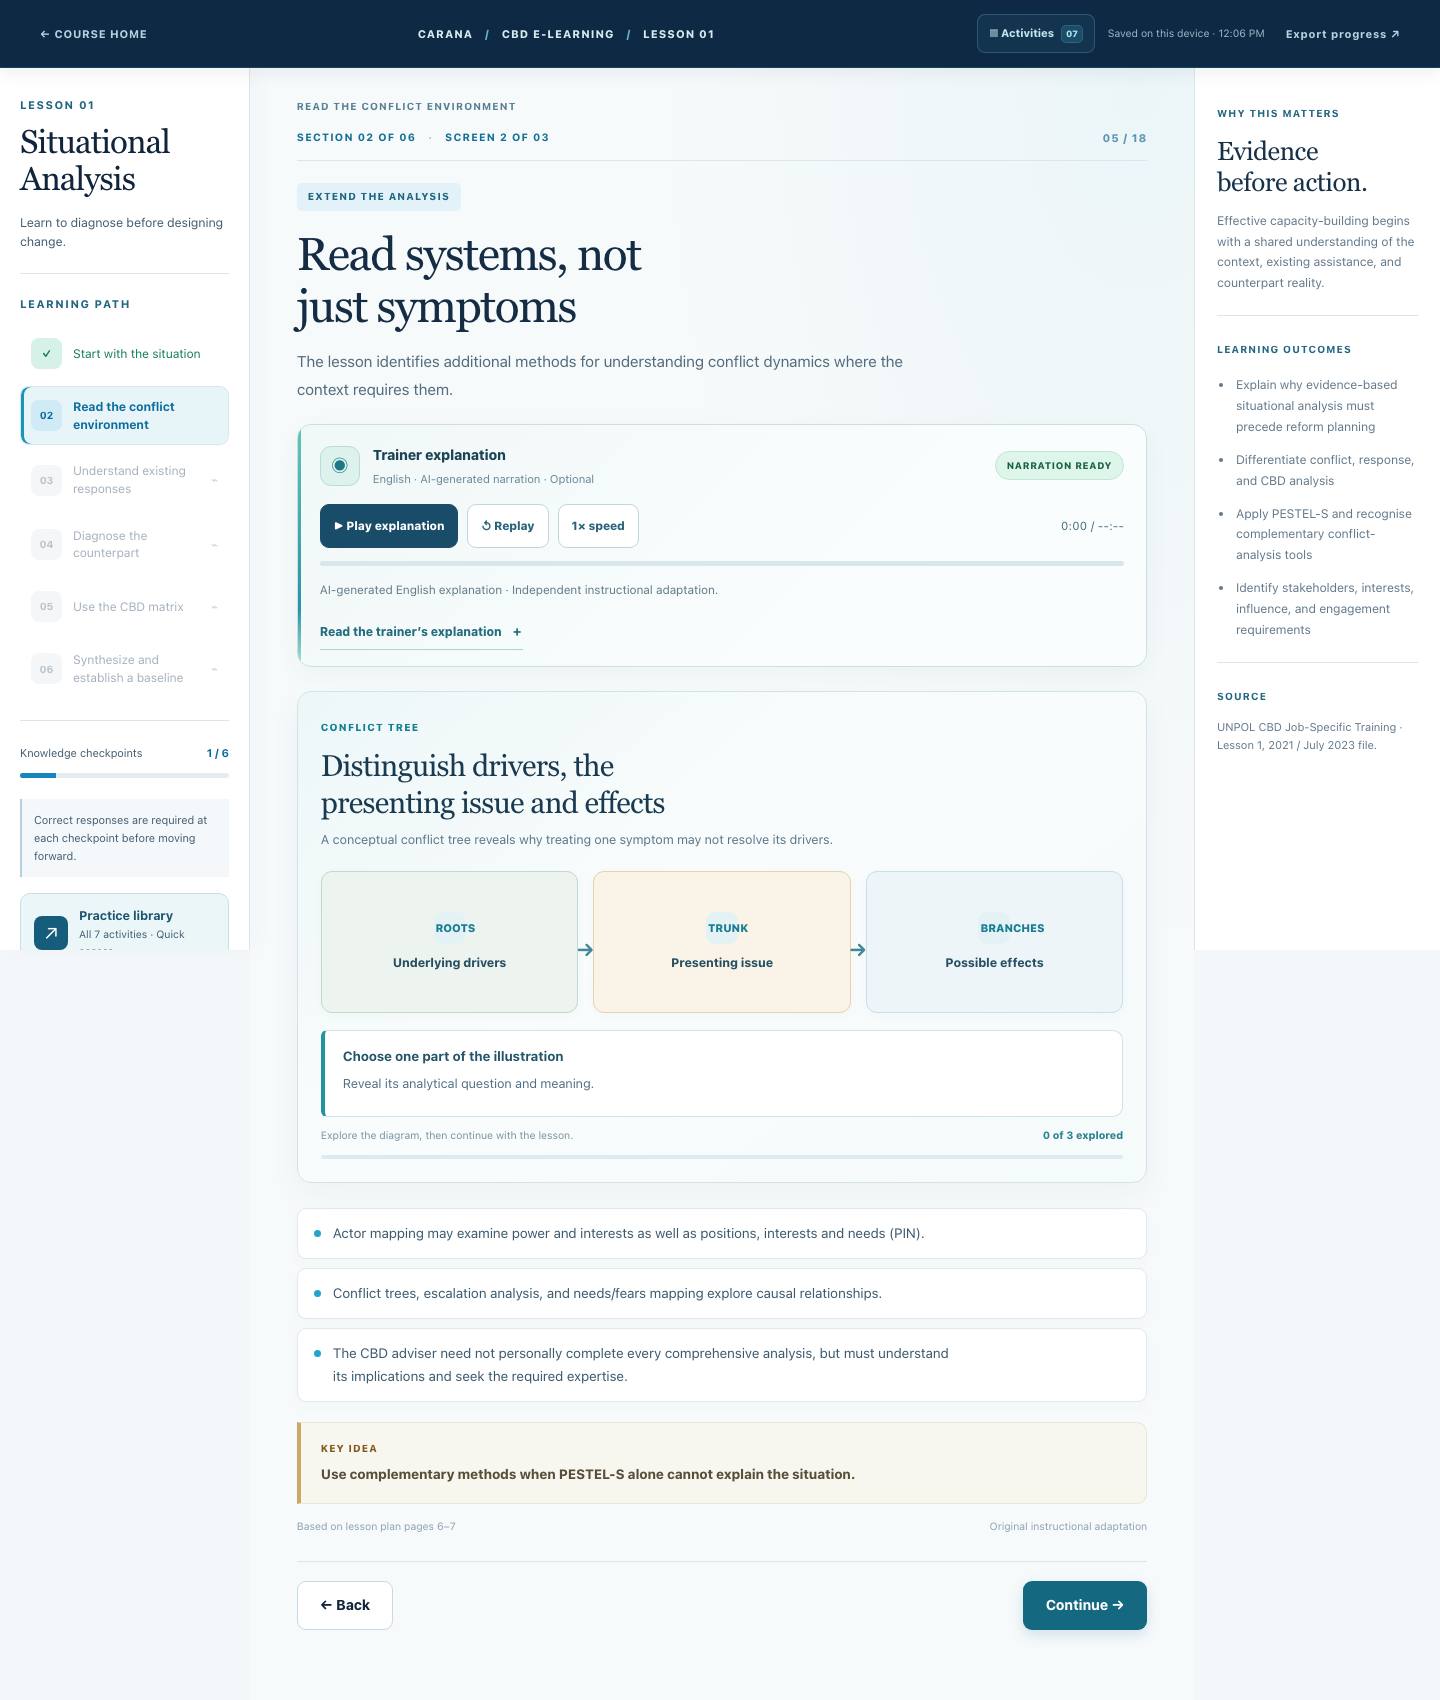 ← COURSE HOME
CARANA / CBD E-LEARNING / LESSON 01
Activities 07
Saved on this device · 12:06 PM
Export progress ↗
LESSON 01
Situational
Analysis
Learn to diagnose before designing
change.
LEARNING PATH
✓ Start with the situation
02 Read the conflict
environment
03 Understand existing
responses
04 Diagnose the
counterpart
05 Use the CBD matrix
06 Synthesize and
establish a baseline
Knowledge checkpoints 1 / 6
Correct responses are required at
each checkpoint before moving
forward.
Practice library
All 7 activities · Quick
READ THE CONFLICT ENVIRONMENT
SECTION 02 OF 06 · SCREEN 2 OF 03
05 / 18
EXTEND THE ANALYSIS
Read systems, not
just symptoms
The lesson identifies additional methods for understanding conflict dynamics where the
context requires them.
Trainer explanation
English · AI-generated narration · Optional
NARRATION READY
▶ Play explanation
↺ Replay
1× speed
0:00 / --:--
AI-generated English explanation · Independent instructional adaptation.
Read the trainer’s explanation +
CONFLICT TREE
Distinguish drivers, the
presenting issue and effects
A conceptual conflict tree reveals why treating one symptom may not resolve its drivers.
ROOTS
Underlying drivers
→
TRUNK
Presenting issue
→
BRANCHES
Possible effects
Choose one part of the illustration
Reveal its analytical question and meaning.
Explore the diagram, then continue with the lesson.
0 of 3 explored
Actor mapping may examine power and interests as well as positions, interests and needs (PIN).
Conflict trees, escalation analysis, and needs/fears mapping explore causal relationships.
The CBD adviser need not personally complete every comprehensive analysis, but must understand
its implications and seek the required expertise.
KEY IDEA
Use complementary methods when PESTEL-S alone cannot explain the situation.
Based on lesson plan pages 6–7
Original instructional adaptation
← Back
Continue →
WHY THIS MATTERS
Evidence
before action.
Effective capacity-building begins
with a shared understanding of the
context, existing assistance, and
counterpart reality.
LEARNING OUTCOMES
• Explain why evidence-based
situational analysis must
precede reform planning
• Differentiate conflict, response,
and CBD analysis
• Apply PESTEL-S and recognise
complementary conflict-
analysis tools
• Identify stakeholders, interests,
influence, and engagement
requirements
SOURCE
UNPOL CBD Job-Specific Training ·
Lesson 1, 2021 / July 2023 file.